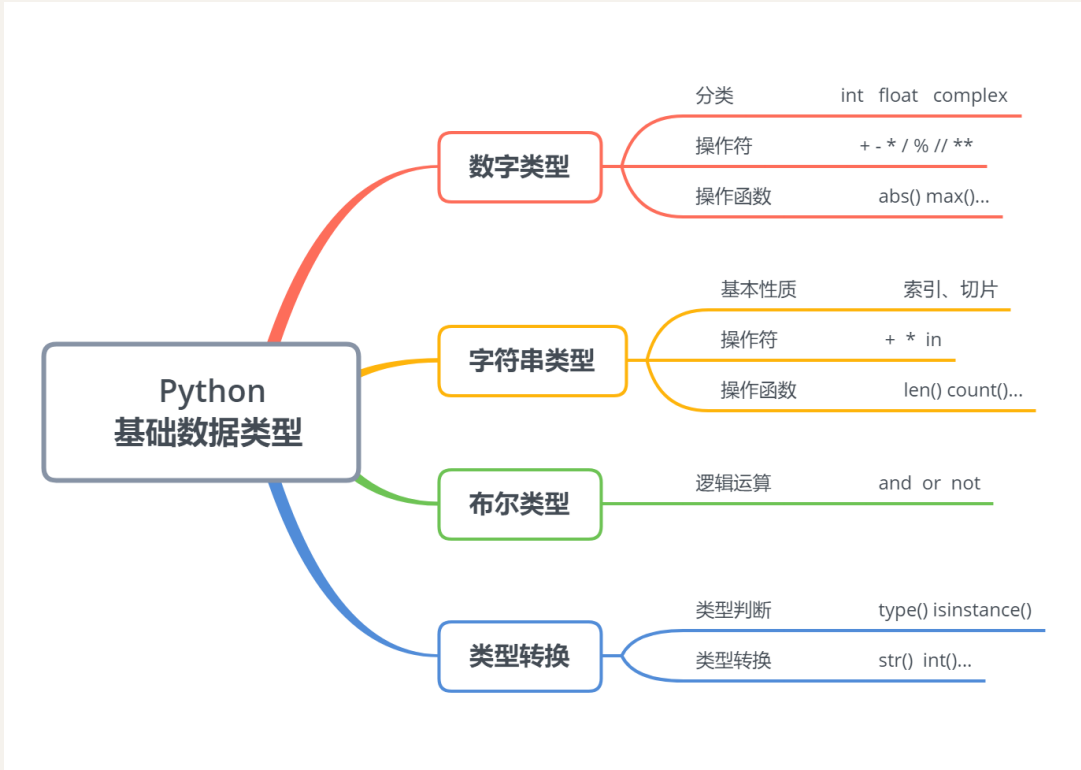 Python
基础数据类型
数字类型
分类 int float complex
操作符 + - * / % // **
操作函数 abs() max()...
字符串类型
基本性质 索引、切片
操作符 + * in
操作函数 len() count()...
布尔类型
逻辑运算 and or not
类型转换
类型判断 type() isinstance()
类型转换 str() int()...